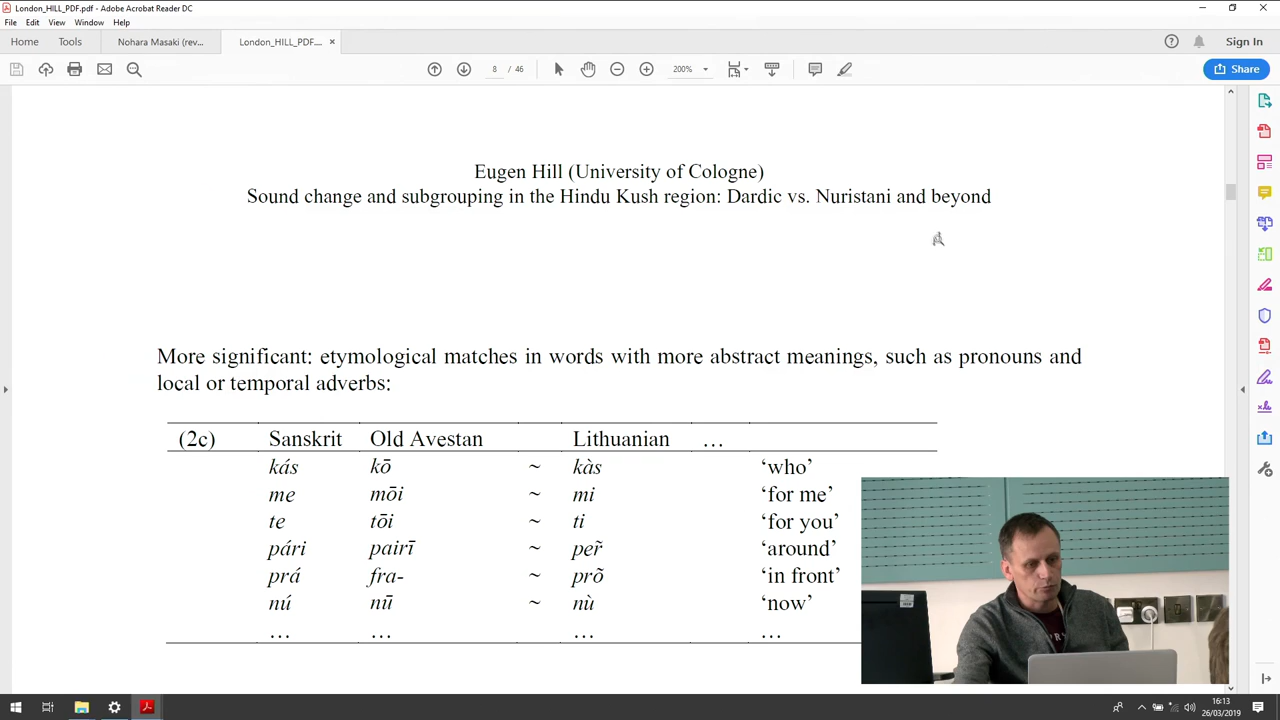 London_HILL_PDF.pdf - Adobe Acrobat Reader DC
File Edit View Window Help
Home Tools Nohara Masaki (rev... London_HILL_PDF.... × Sign In
8 / 46 200% Share
Eugen Hill (University of Cologne)
Sound change and subgrouping in the Hindu Kush region: Dardic vs. Nuristani and beyond
More significant: etymological matches in words with more abstract meanings, such as pronouns and
local or temporal adverbs:
(2c) Sanskrit Old Avestan Lithuanian …
kás kō ~ kàs ‘who’
me mōi ~ mi ‘for me’
te tōi ~ ti ‘for you’
pári pairī ~ per̃ ‘around’
prá fra- ~ prõ ‘in front’
nú nū ~ nù ‘now’
… … … …
16:13
26/03/2019